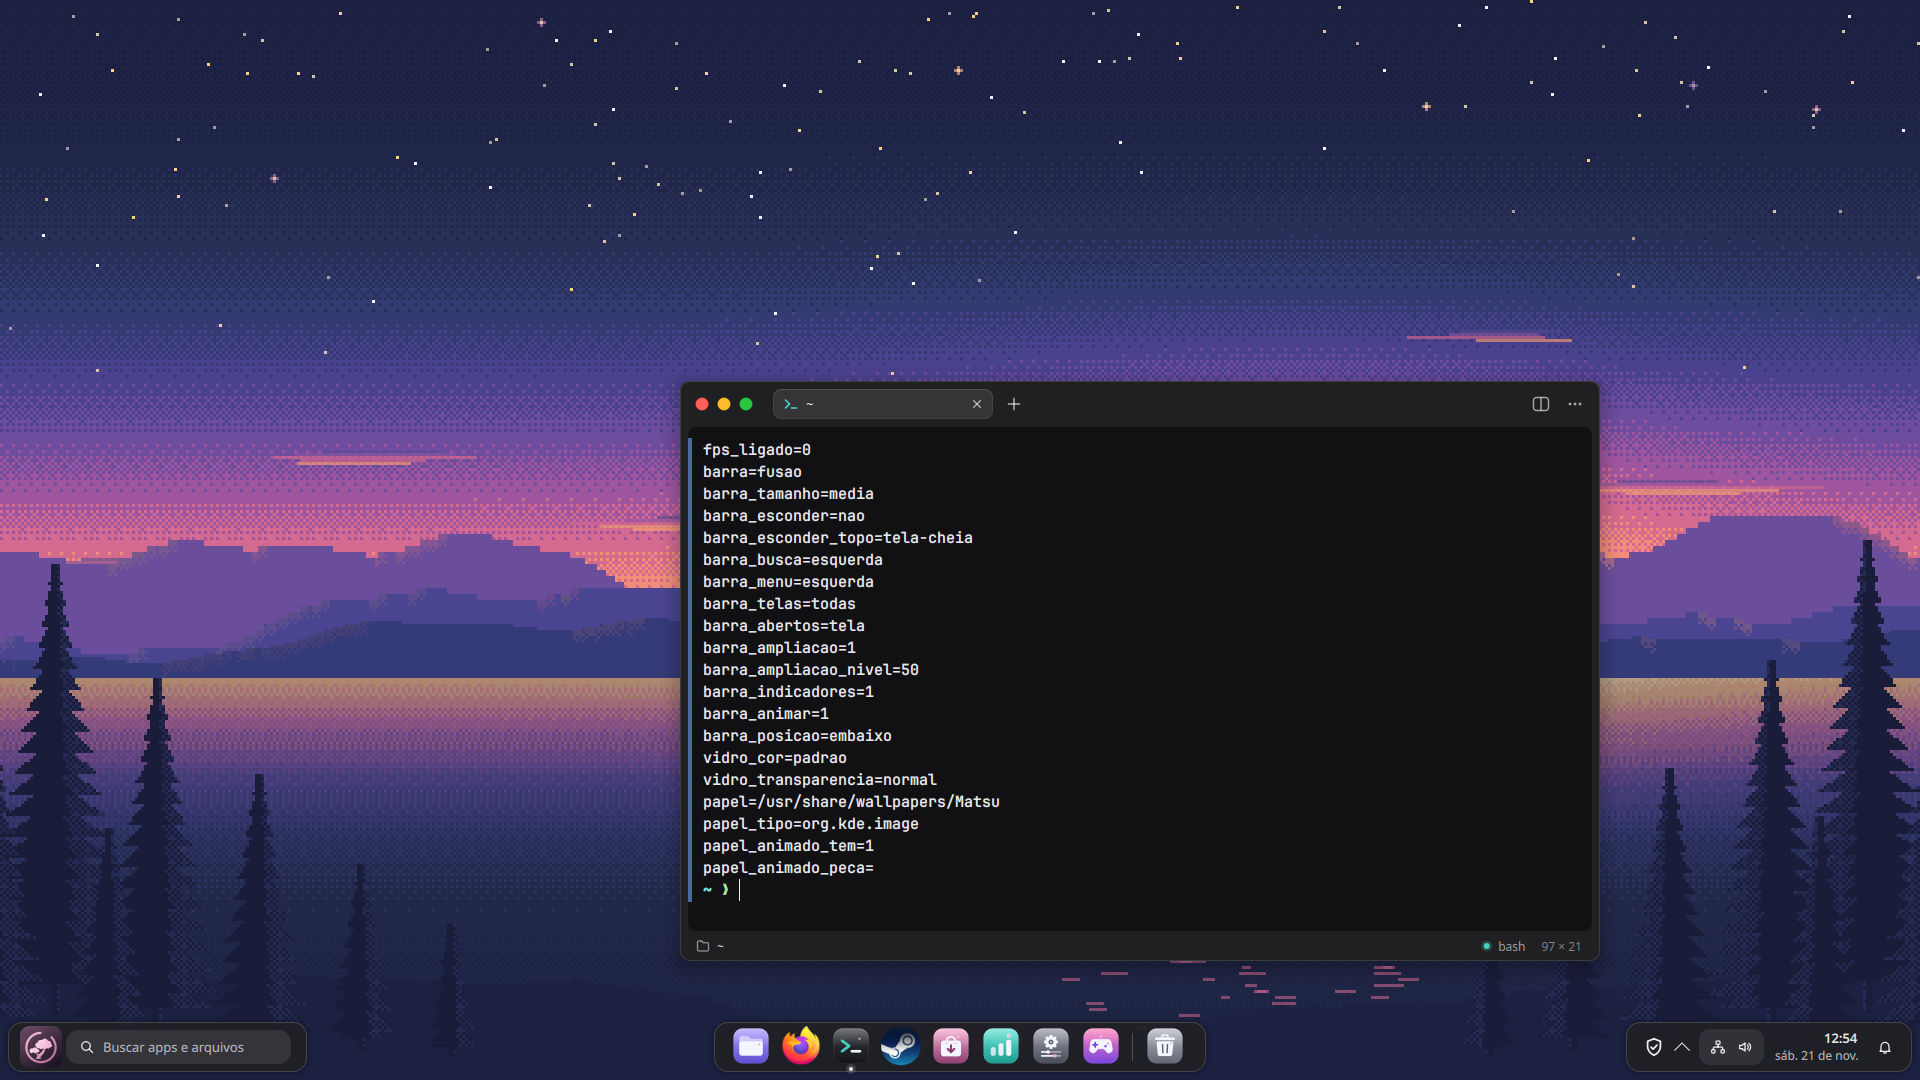 ~
fps_ligado=0
barra=fusao
barra_tamanho=media
barra_esconder=nao
barra_esconder_topo=tela-cheia
barra_busca=esquerda
barra_menu=esquerda
barra_telas=todas
barra_abertos=tela
barra_ampliacao=1
barra_ampliacao_nivel=50
barra_indicadores=1
barra_animar=1
barra_posicao=embaixo
vidro_cor=padrao
vidro_transparencia=normal
papel=/usr/share/wallpapers/Matsu
papel_tipo=org.kde.image
papel_animado_tem=1
papel_animado_peca=
~ ❯
~ bash 97 × 21
Buscar apps e arquivos
12:54
sáb. 21 de nov.